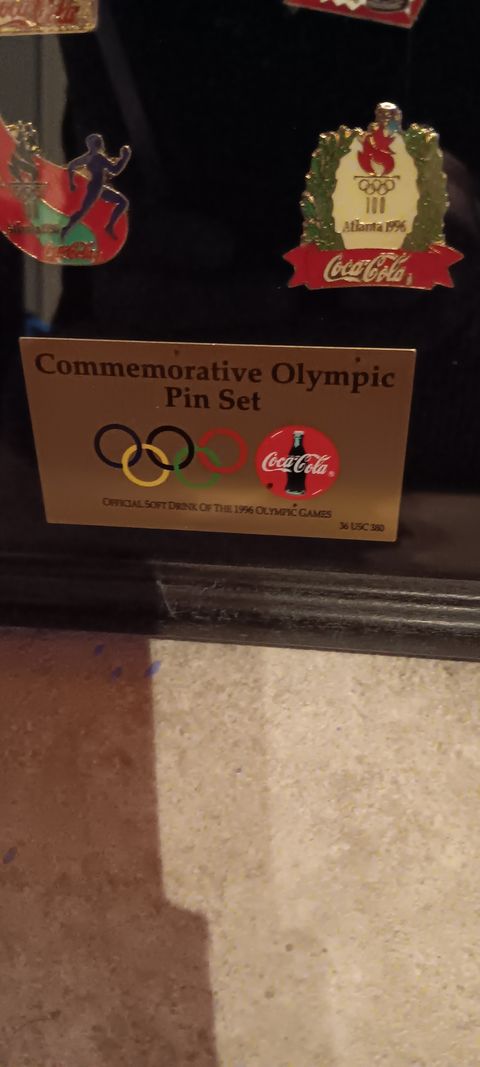 100
Atlanta 1996
Coca-Cola
Commemorative Olympic
Pin Set
Coca-Cola
OFFICIAL SOFT DRINK OF THE 1996 OLYMPIC GAMES
36 USC 380